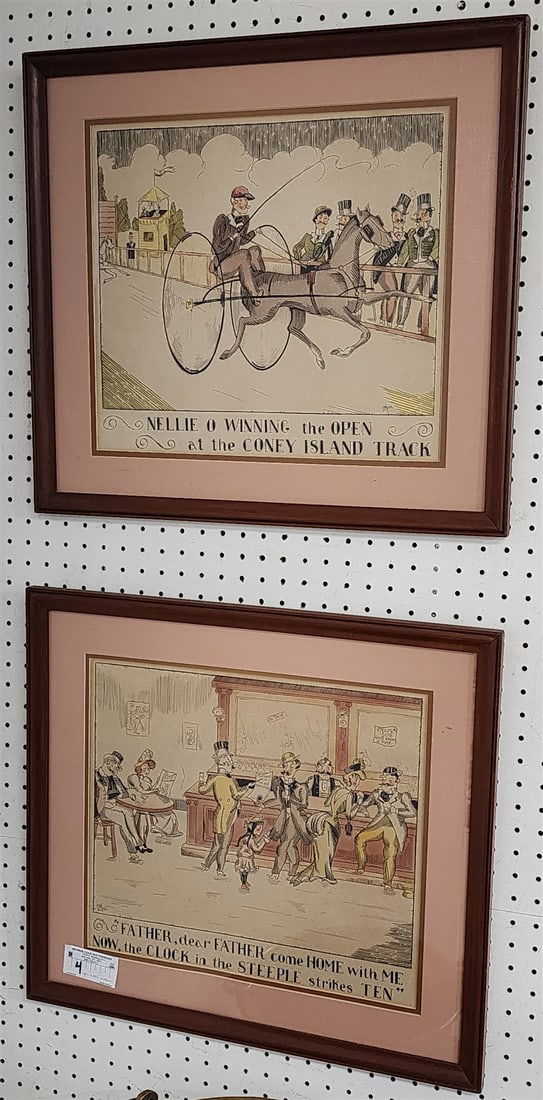 NELLIE O WINNING the OPEN
at the CONEY ISLAND TRACK
"FATHER, dear FATHER come HOME with ME
NOW, the CLOCK in the STEEPLE strikes TEN"
4